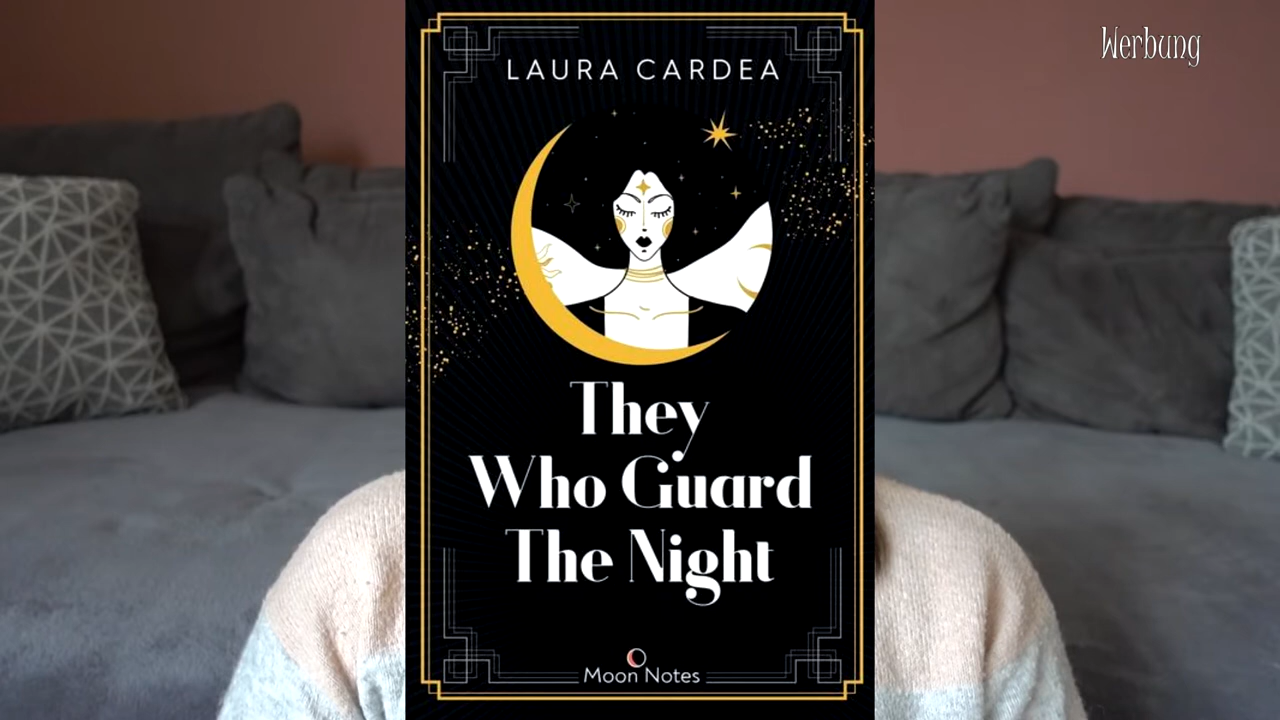 Werbung
LAURA CARDEA
They
Who Guard
The Night
Moon Notes